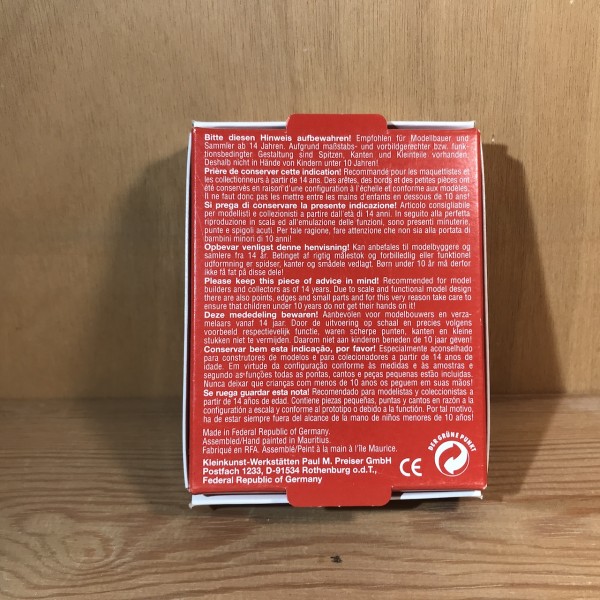 Bitte diesen Hinweis aufbewahren! Empfohlen für Modellbauer und
Sammler ab 14 Jahren. Aufgrund maßstabs- und vorbildgerechter bzw. funk-
tionsbedingter Gestaltung sind Spitzen, Kanten und Kleinteile vorhanden.
Deshalb nicht in Hände von Kindern unter 10 Jahren!
Prière de conserver cette indication! Recommandé pour les maquettistes et
les collectionneurs à partir de 14 ans. Des arêtes, des bords et des petites pièces ont
été conservés en raison d'une configuration à l'échelle et conforme aux modèles.
Il ne faut donc pas les mettre entre les mains d'enfants en dessous de 10 ans!
Si prega di conservare la presente indicazione! Articolo consigliabile
per modellisti e collezionisti a partire dall'età di 14 anni. In seguito alla perfetta
riproduzione in scala ed all'emulazione delle funzioni, sono presenti minuterie,
punte e spigoli acuti. Per tale ragione, fare attenzione che non sia alla portata di
bambini minori di 10 anni!
Opbevar venligst denne henvisning! Kan anbefales til modelbyggere og
samlere fra 14 år. Betinget af rigtig målestok og forbilledlig eller funktionel
udformning er spidser, kanter og smådele vedlagt. Børn under 10 år må derfor
ikke få fat på disse dele!
Please keep this piece of advice in mind! Recommended for model
builders and collectors as of 14 years. Due to scale and functional model design
there are also points, edges and small parts and for this very reason take care to
ensure that children under 10 years do not get their hands on it!
Deze mededeling bewaren! Aanbevolen voor modelbouwers en verza-
melaars vanaf 14 jaar. Door de uitvoering op schaal en precies volgens
voorbeeld respectievelijk functie, waren scherpe punten, kanten en kleine
stukken niet te vermijden. Daarom niet aan kinderen beneden de 10 jaar geven!
Conservar bem esta indicação, por favor! Especialmente aconselhado
para construtores de modelos e para colecionadores a partir de 14 anos de
idade. Em virtude da configuração conforme às medidas e às amostras e
segundo as funções todas as pontas, cantos e peças pequenas estão incluidas.
Nunca deixar que crianças com menos de 10 anos os peguem em suas mãos!
Se ruega guardar esta nota! Recomendado para modelistas y coleccionistas a
partir de 14 años de edad. Contiene piezas pequeñas, puntas y cantos en razón a la
configuratión a escala y conforme al prototipo o debido a la functión. Por tal motivo,
ha de estar siempre fuera del alcance de la mano de niños menores de 10 años!
Made in Federal Republic of Germany.
Assembled/Hand painted in Mauritius.
Fabriqué en RFA. Assemblé/Peint à la main à l'île Maurice.
Kleinkunst-Werkstätten Paul M. Preiser GmbH
Postfach 1233, D-91534 Rothenburg o.d.T.,
Federal Republic of Germany
CE
DER GRÜNE PUNKT